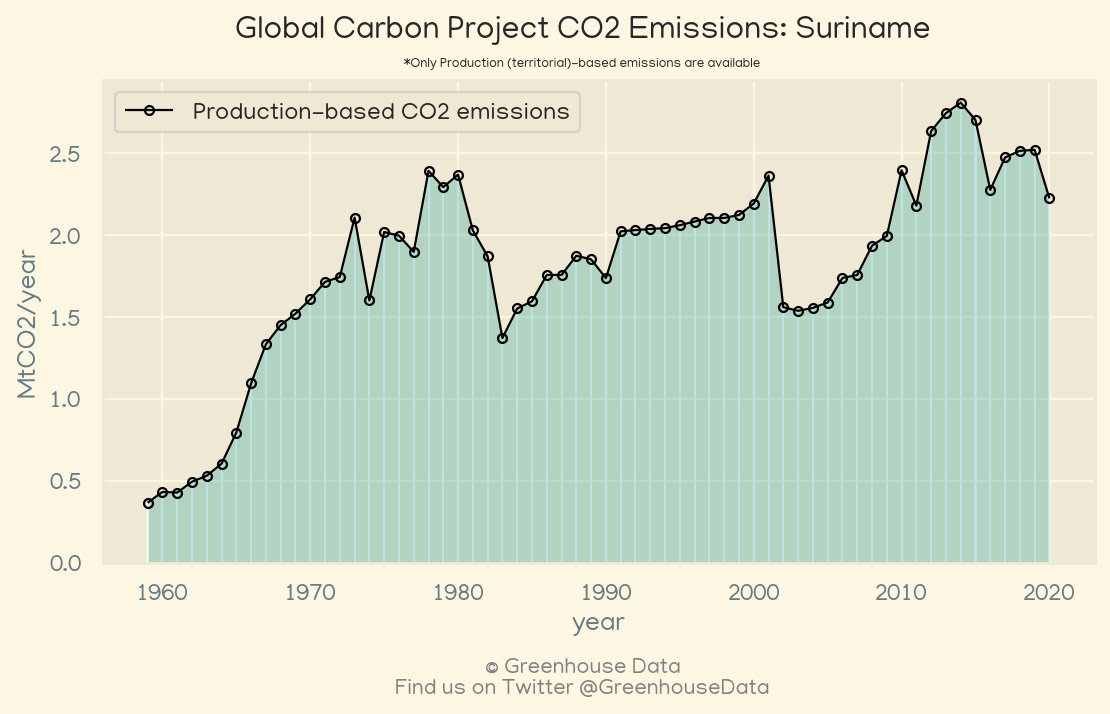 Global Carbon Project CO2 Emissions: Suriname
*Only Production (territorial)-based emissions are available
Production-based CO2 emissions
MtCO2/year
2.5
2.0
1.5
1.0
0.5
0.0
1960 1970 1980 1990 2000 2010 2020
year
© Greenhouse Data
Find us on Twitter @GreenhouseData